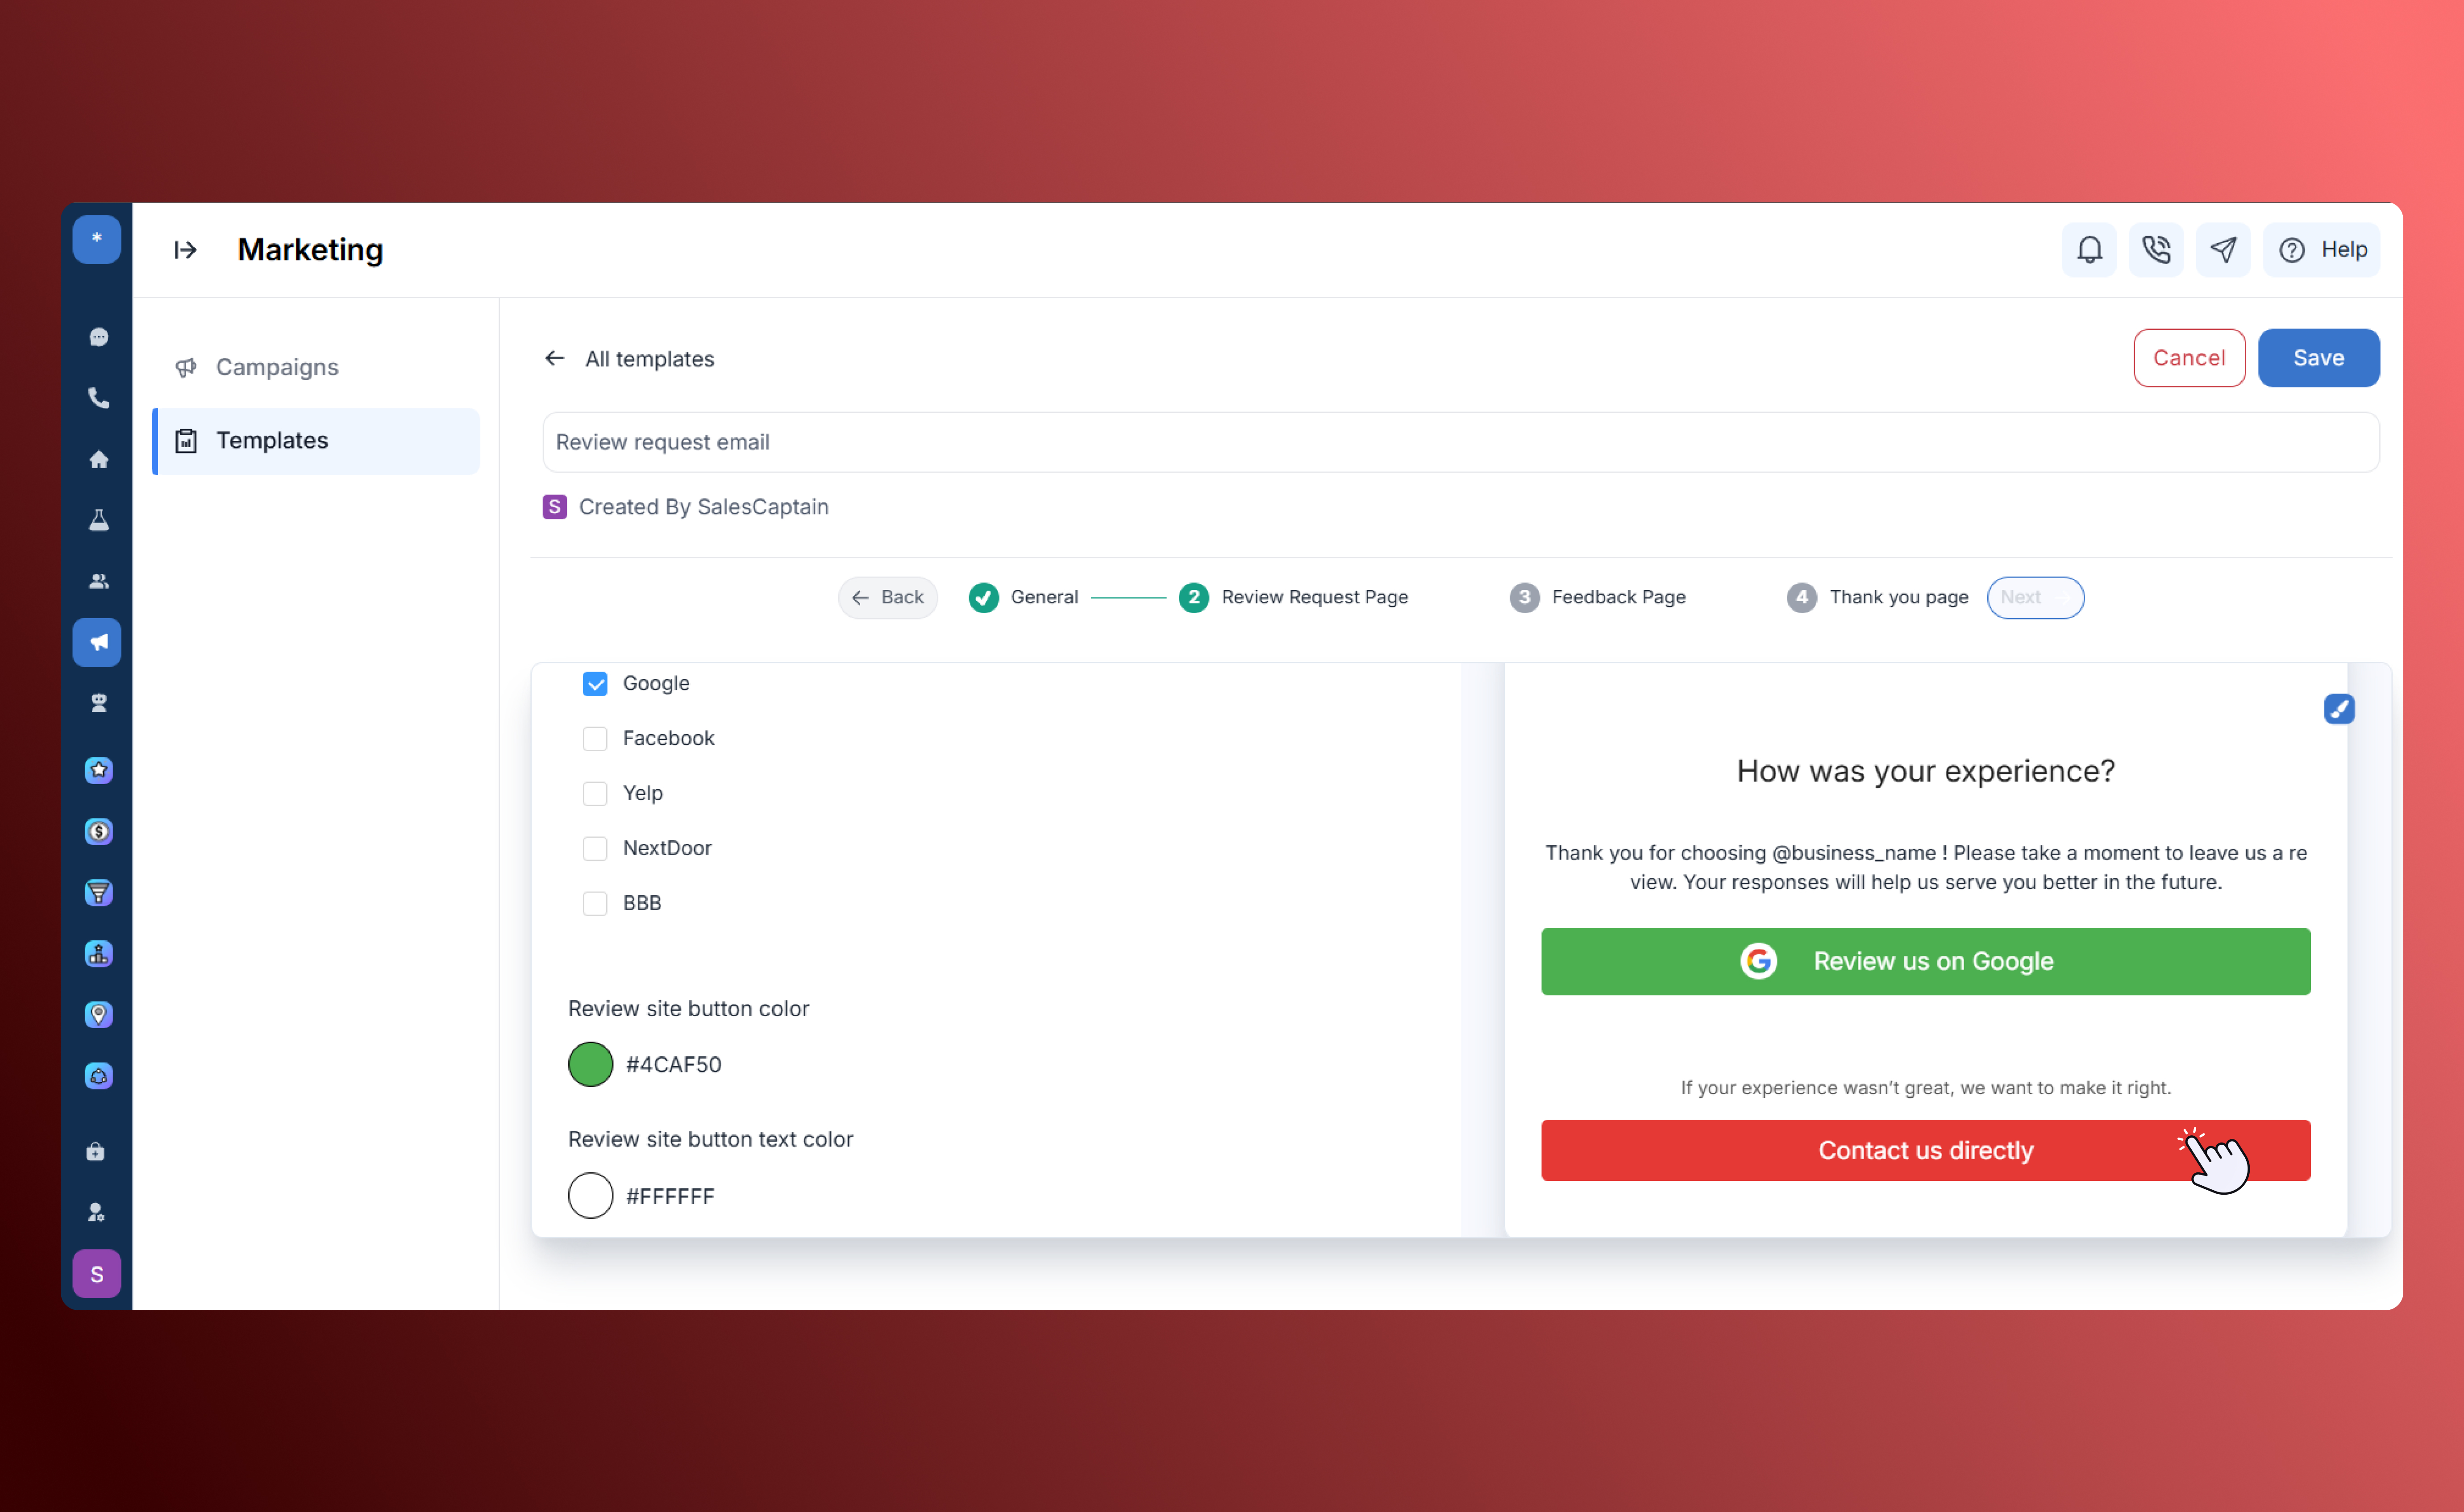 *
Marketing
Help
Campaigns
Templates
All templates
Cancel
Save
Review request email
S Created By SalesCaptain
Back
General
2 Review Request Page
3 Feedback Page
4 Thank you page
Next
Google
Facebook
Yelp
NextDoor
BBB
Review site button color
#4CAF50
Review site button text color
#FFFFFF
How was your experience?
Thank you for choosing @business_name ! Please take a moment to leave us a re
view. Your responses will help us serve you better in the future.
G Review us on Google
If your experience wasn't great, we want to make it right.
Contact us directly
S